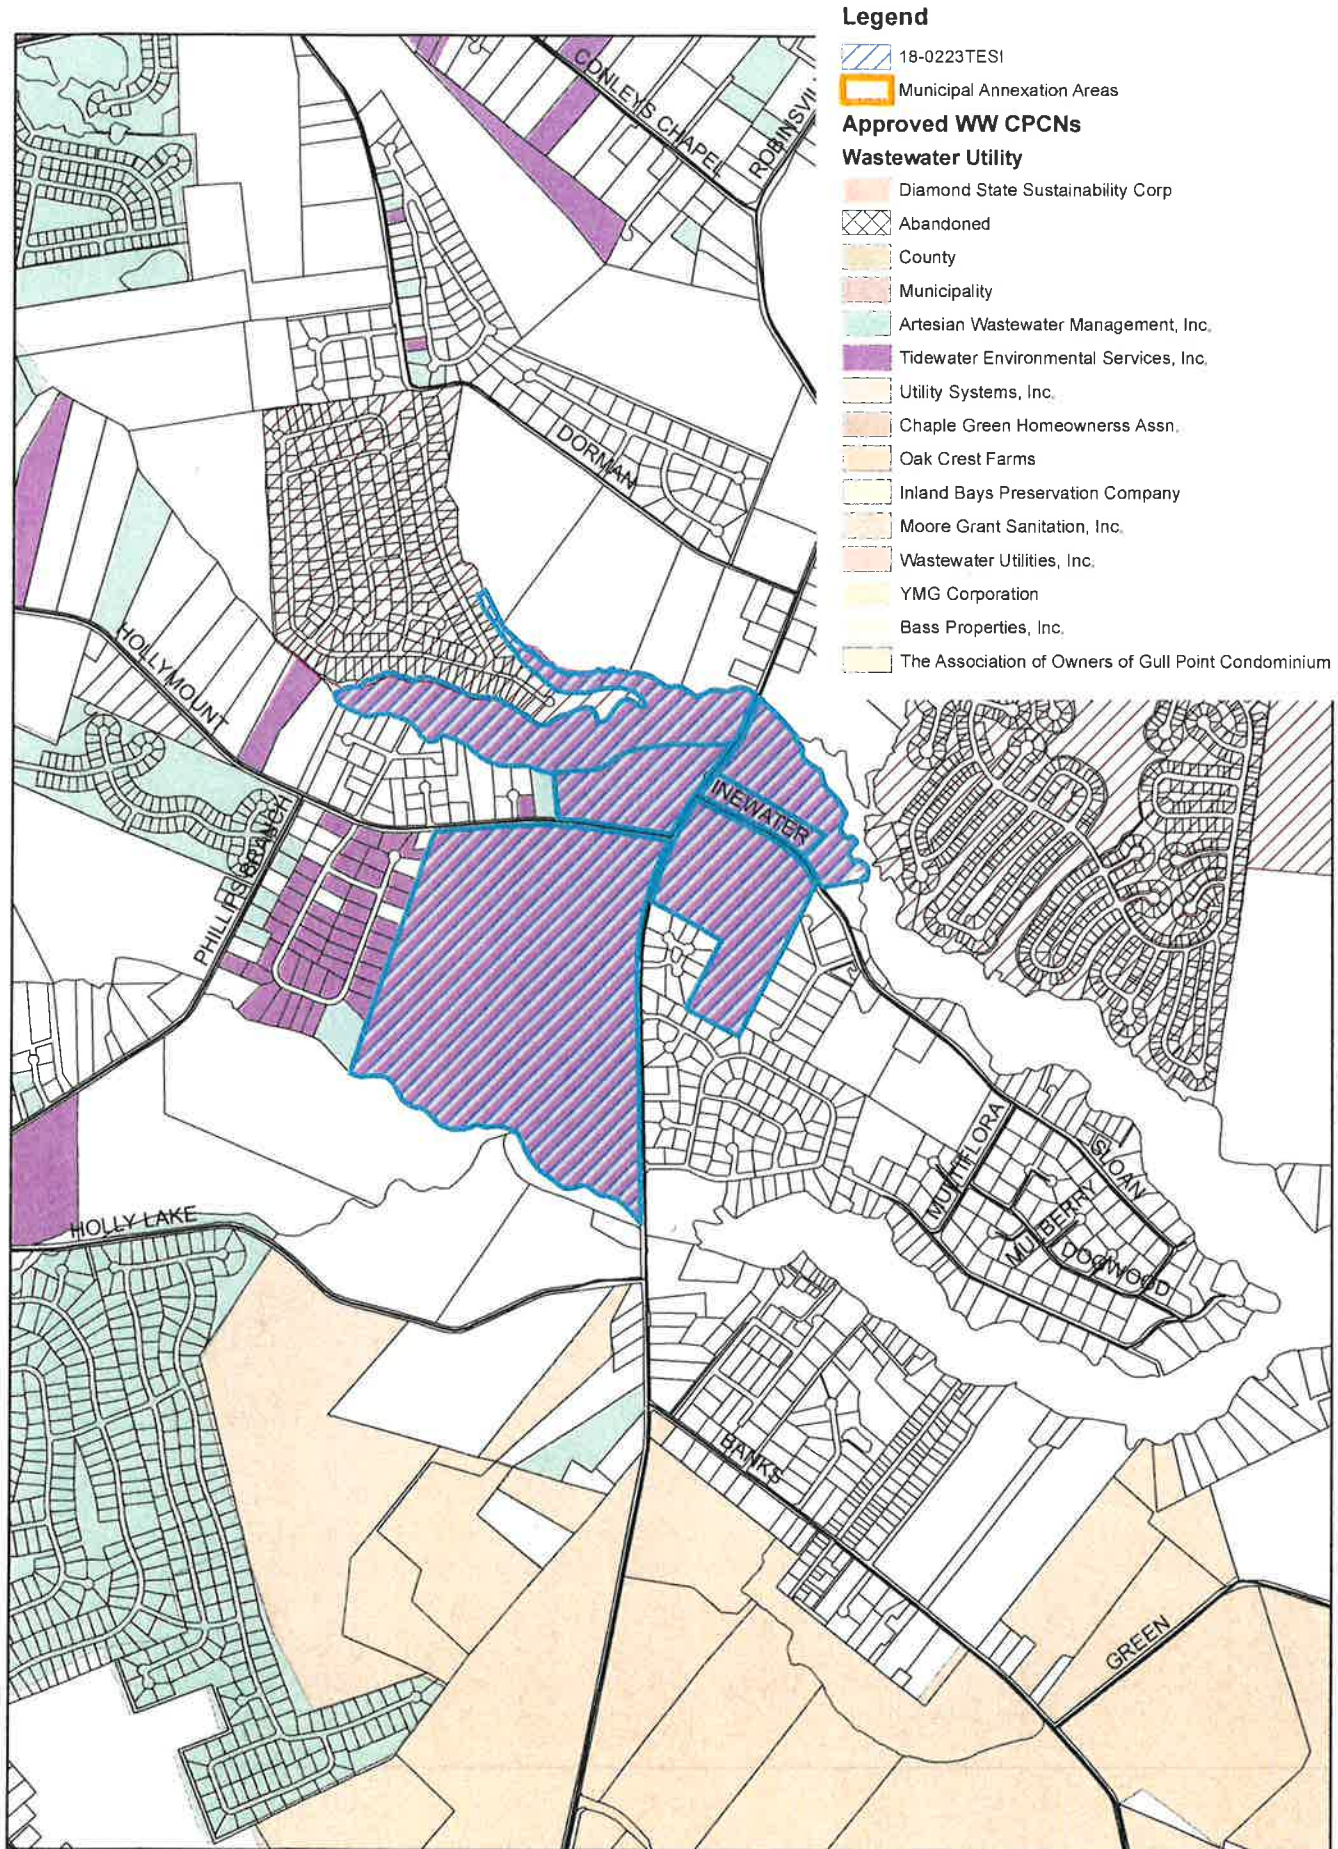 Legend
18-0223TESI
Municipal Annexation Areas
Approved WW CPCNs
Wastewater Utility
Diamond State Sustainability Corp
Abandoned
County
Municipality
Artesian Wastewater Management, Inc.
Tidewater Environmental Services, Inc.
Utility Systems, Inc.
Chaple Green Homeownerss Assn.
Oak Crest Farms
Inland Bays Preservation Company
Moore Grant Sanitation, Inc.
Wastewater Utilities, Inc.
YMG Corporation
Bass Properties, Inc.
The Association of Owners of Gull Point Condominium
CONLEYS CHAPEL
ROBINSVIL
DORMAN
HOLLYMOUNT
INEWATER
PHILLIPS BRANCH
MULTIFLORA
SLOAN
MULBERRY
DOGWOOD
HOLLY LAKE
BANKS
GREEN